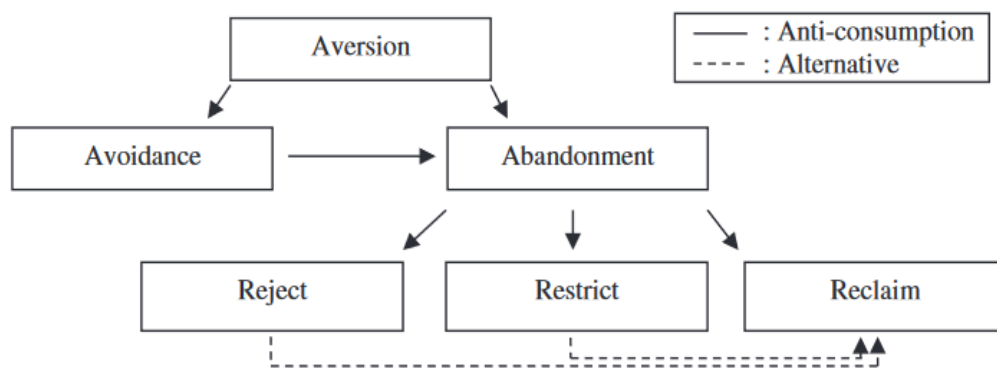 Aversion
: Anti-consumption
: Alternative
Avoidance
Abandonment
Reject
Restrict
Reclaim